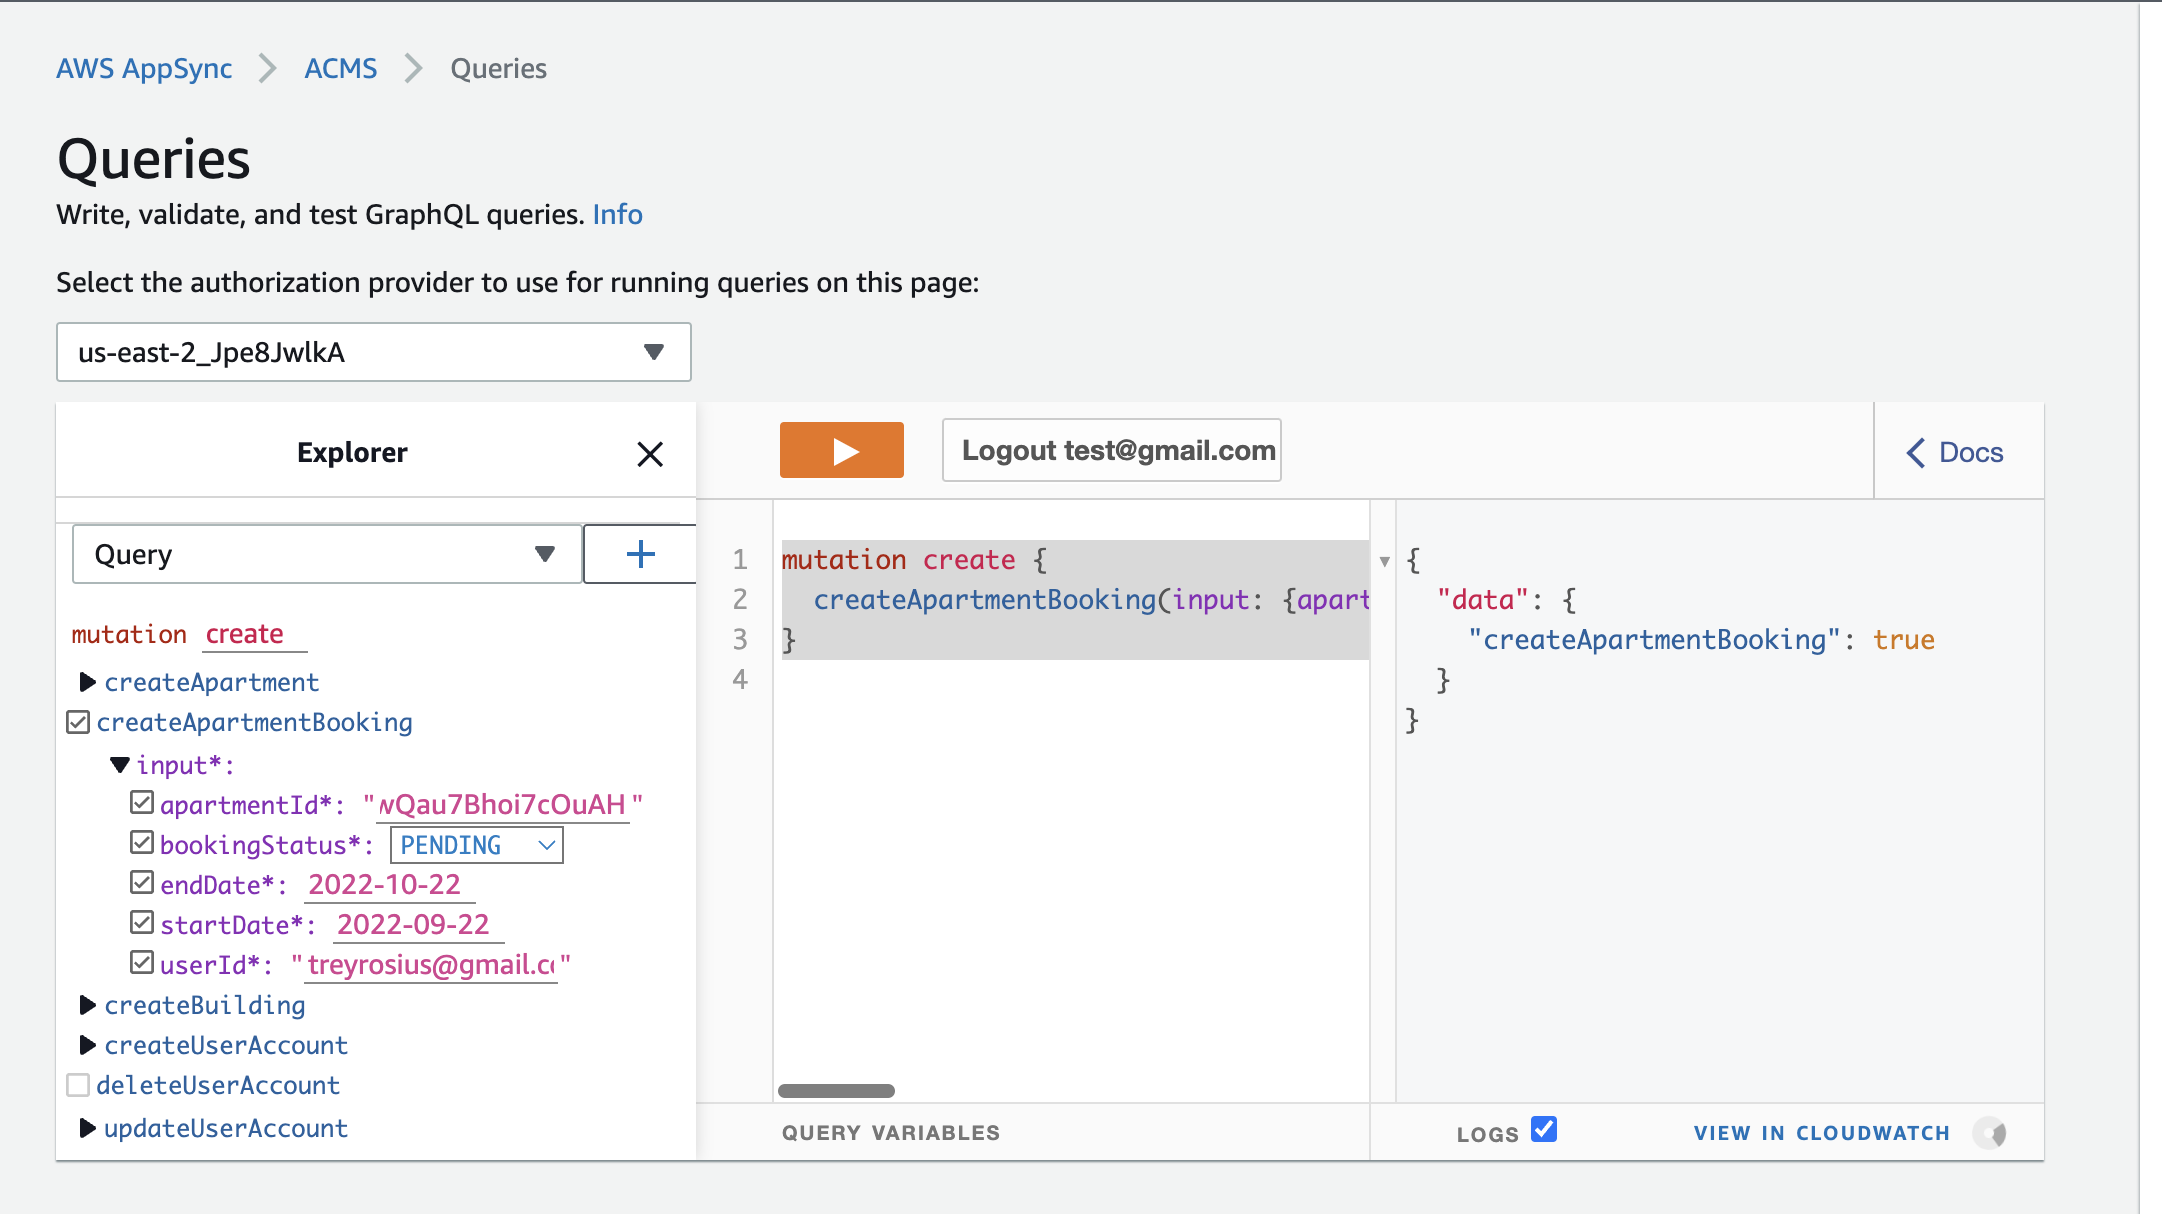 AWS AppSync > ACMS > Queries
Queries
Write, validate, and test GraphQL queries. Info
Select the authorization provider to use for running queries on this page:
us-east-2_Jpe8JwlkA
Explorer
Logout test@gmail.com
Docs
Query
mutation create
createApartment
createApartmentBooking
input*:
apartmentId*: "wQau7Bhoi7cOuAH"
bookingStatus*: PENDING
endDate*: 2022-10-22
startDate*: 2022-09-22
userId*: "treyrosius@gmail.cc"
createBuilding
createUserAccount
deleteUserAccount
updateUserAccount
1 mutation create {
2 createApartmentBooking(input: {apart
3 }
4
{
"data": {
"createApartmentBooking": true
}
}
QUERY VARIABLES
LOGS
VIEW IN CLOUDWATCH